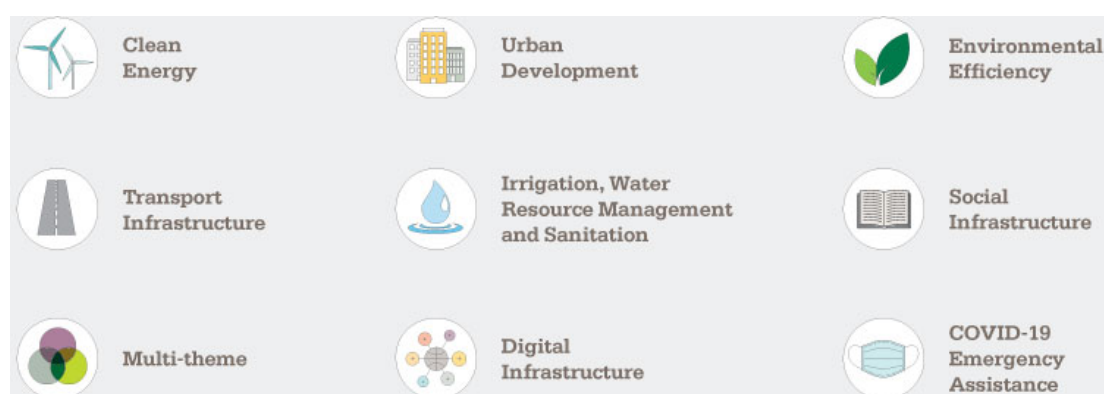 Clean
Energy
Urban
Development
Environmental
Efficiency
Transport
Infrastructure
Irrigation, Water
Resource Management
and Sanitation
Social
Infrastructure
Multi-theme
Digital
Infrastructure
COVID-19
Emergency
Assistance